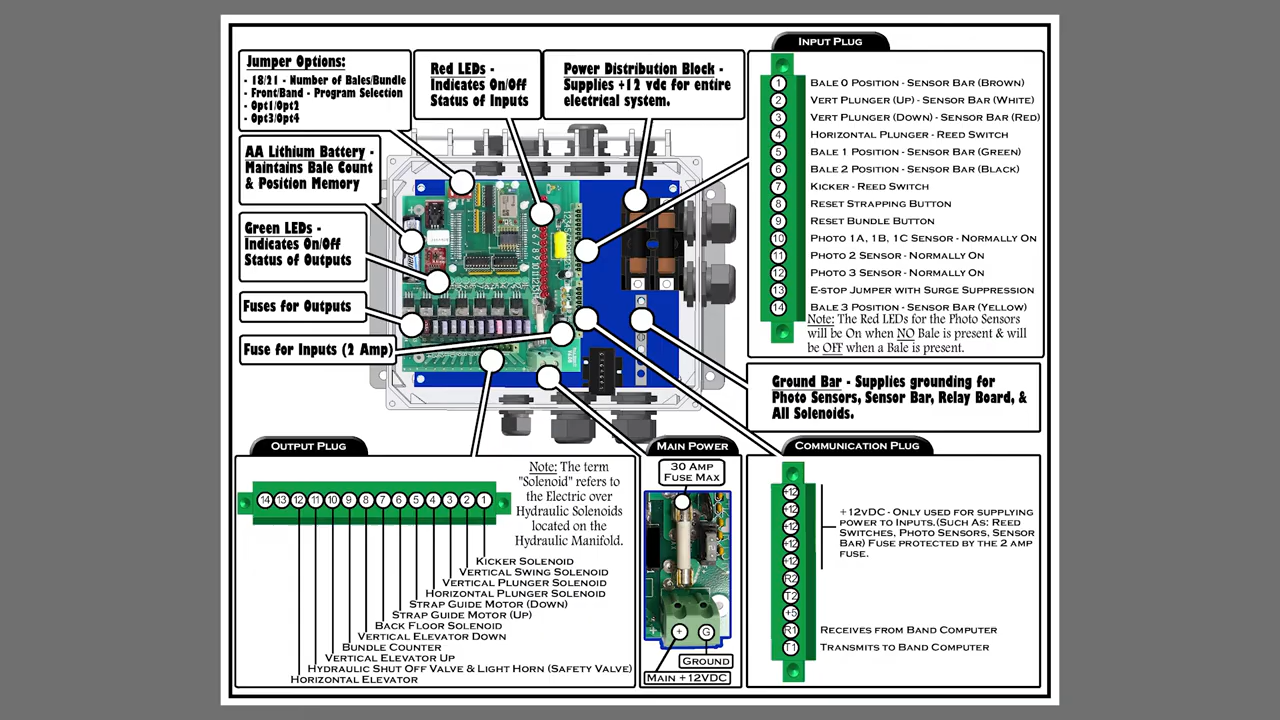 Jumper Options:
- 18/21 - Number of Bales/Bundle
- Front/Band - Program Selection
- Opt1/Opt2
- Opt3/Opt4
Red LEDs -
Indicates On/Off
Status of Inputs
Power Distribution Block -
Supplies +12 vdc for entire
electrical system.
AA Lithium Battery -
Maintains Bale Count
& Position Memory
Green LEDs -
Indicates On/Off
Status of Outputs
Fuses for Outputs
Fuse for Inputs (2 Amp)
Input Plug
1 Bale 0 Position - Sensor Bar (Brown)
2 Vert Plunger (Up) - Sensor Bar (White)
3 Vert Plunger (Down) - Sensor Bar (Red)
4 Horizontal Plunger - Reed Switch
5 Bale 1 Position - Sensor Bar (Green)
6 Bale 2 Position - Sensor Bar (Black)
7 Kicker - Reed Switch
8 Reset Strapping Button
9 Reset Bundle Button
10 Photo 1A, 1B, 1C Sensor - Normally On
11 Photo 2 Sensor - Normally On
12 Photo 3 Sensor - Normally On
13 E-stop Jumper with Surge Suppression
14 Bale 3 Position - Sensor Bar (Yellow)
Note: The Red LEDs for the Photo Sensors
will be On when NO Bale is present & will
be OFF when a Bale is present.
Ground Bar - Supplies grounding for
Photo Sensors, Sensor Bar, Relay Board, &
All Solenoids.
Output Plug
14 13 12 11 10 9 8 7 6 5 4 3 2 1
Note: The term
"Solenoid" refers to
the Electric over
Hydraulic Solenoids
located on the
Hydraulic Manifold.
Kicker Solenoid
Vertical Swing Solenoid
Vertical Plunger Solenoid
Horizontal Plunger Solenoid
Strap Guide Motor (Down)
Strap Guide Motor (Up)
Back Floor Solenoid
Vertical Elevator Down
Bundle Counter
Vertical Elevator Up
Hydraulic Shut Off Valve & Light Horn (Safety Valve)
Horizontal Elevator
Main Power
30 Amp
Fuse Max
+ G
Ground
Main +12VDC
Communication Plug
+12
+12
+12
+12
+12
+12vDC - Only used for supplying
power to Inputs.(Such As: Reed
Switches, Photo Sensors, Sensor
Bar) Fuse protected by the 2 amp
fuse.
R2
T2
+5
R1 Receives from Band Computer
T1 Transmits to Band Computer